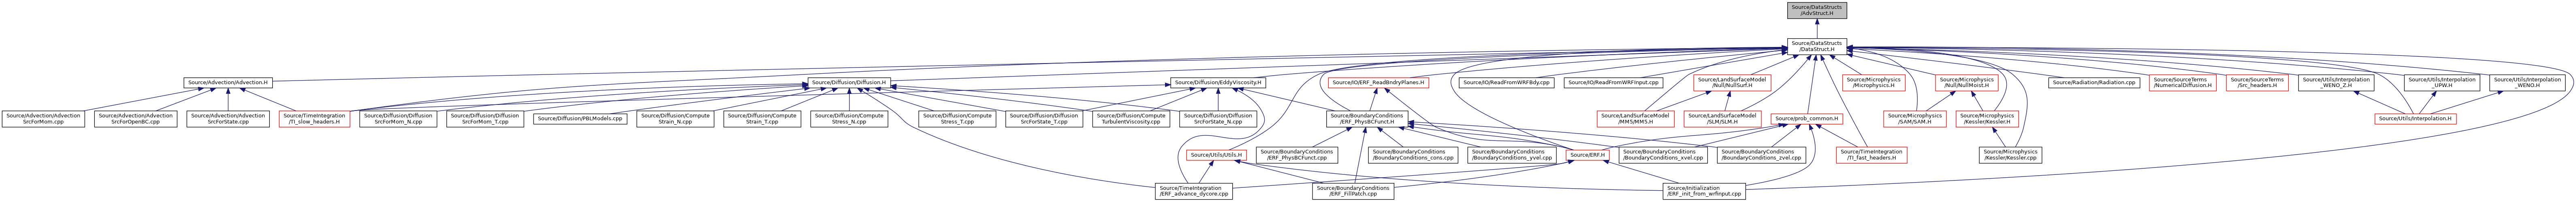 Source/DataStructs
/AdvStruct.H
Source/DataStructs
/DataStruct.H
Source/Advection/Advection.H
Source/Diffusion/Diffusion.H
Source/Diffusion/EddyViscosity.H
Source/IO/ERF_ReadBndryPlanes.H
Source/IO/ReadFromWRFBdy.cpp
Source/IO/ReadFromWRFInput.cpp
Source/LandSurfaceModel
/Null/NullSurf.H
Source/Microphysics
/Microphysics.H
Source/Microphysics
/Null/NullMoist.H
Source/Radiation/Radiation.cpp
Source/SourceTerms
/NumericalDiffusion.H
Source/SourceTerms
/Src_headers.H
Source/Utils/Interpolation
_WENO_Z.H
Source/Utils/Interpolation
_UPW.H
Source/Utils/Interpolation
_WENO.H
Source/Advection/Advection
SrcForMom.cpp
Source/Advection/Advection
SrcForOpenBC.cpp
Source/Advection/Advection
SrcForState.cpp
Source/TimeIntegration
/TI_slow_headers.H
Source/Diffusion/Diffusion
SrcForMom_N.cpp
Source/Diffusion/Diffusion
SrcForMom_T.cpp
Source/Diffusion/PBLModels.cpp
Source/Diffusion/Compute
Strain_N.cpp
Source/Diffusion/Compute
Strain_T.cpp
Source/Diffusion/Compute
Stress_N.cpp
Source/Diffusion/Compute
Stress_T.cpp
Source/Diffusion/Diffusion
SrcForState_T.cpp
Source/Diffusion/Compute
TurbulentViscosity.cpp
Source/Diffusion/Diffusion
SrcForState_N.cpp
Source/BoundaryConditions
/ERF_PhysBCFunct.H
Source/LandSurfaceModel
/MM5/MM5.H
Source/LandSurfaceModel
/SLM/SLM.H
Source/prob_common.H
Source/Microphysics
/SAM/SAM.H
Source/Microphysics
/Kessler/Kessler.H
Source/Utils/Interpolation.H
Source/Utils/Utils.H
Source/BoundaryConditions
/ERF_PhysBCFunct.cpp
Source/BoundaryConditions
/BoundaryConditions_cons.cpp
Source/BoundaryConditions
/BoundaryConditions_yvel.cpp
Source/ERF.H
Source/BoundaryConditions
/BoundaryConditions_xvel.cpp
Source/BoundaryConditions
/BoundaryConditions_zvel.cpp
Source/TimeIntegration
/TI_fast_headers.H
Source/Microphysics
/Kessler/Kessler.cpp
Source/TimeIntegration
/ERF_advance_dycore.cpp
Source/BoundaryConditions
/ERF_FillPatch.cpp
Source/Initialization
/ERF_init_from_wrfinput.cpp